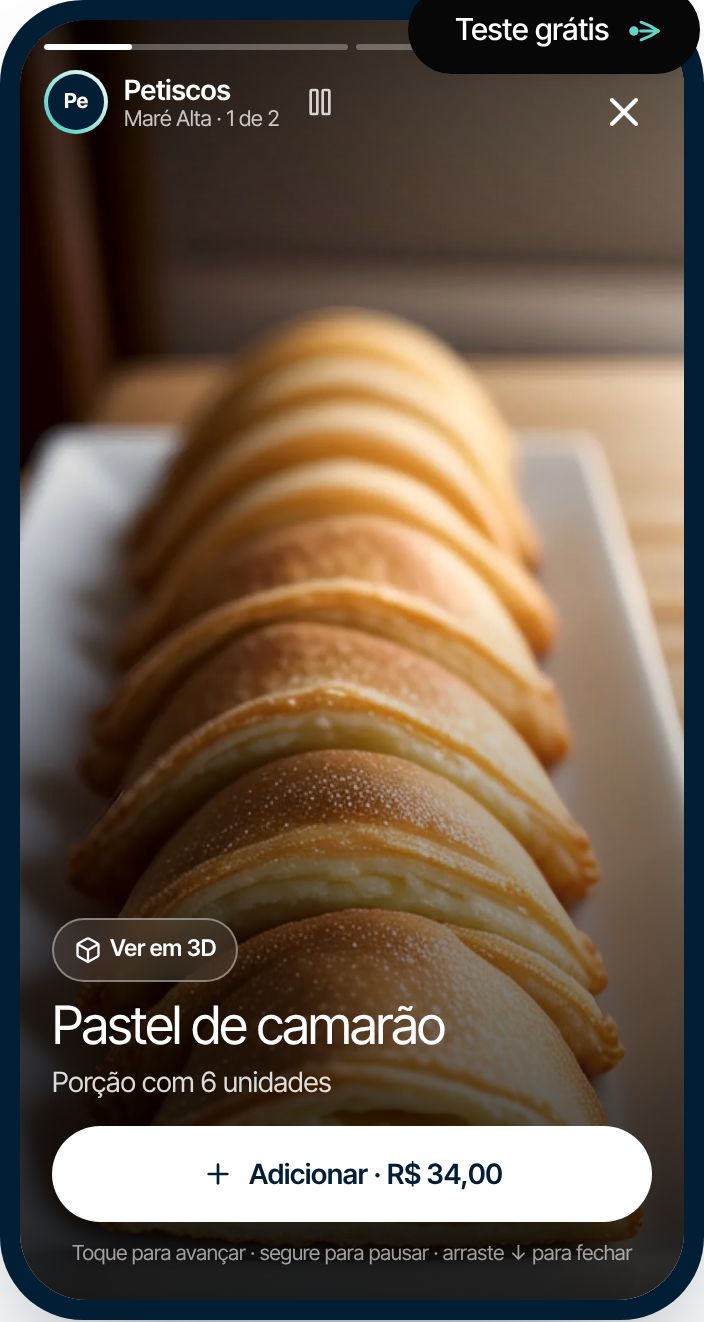 Teste grátis
Pe
Petiscos
Maré Alta · 1 de 2
Ver em 3D
Pastel de camarão
Porção com 6 unidades
+ Adicionar · R$ 34,00
Toque para avançar · segure para pausar · arraste ↓ para fechar